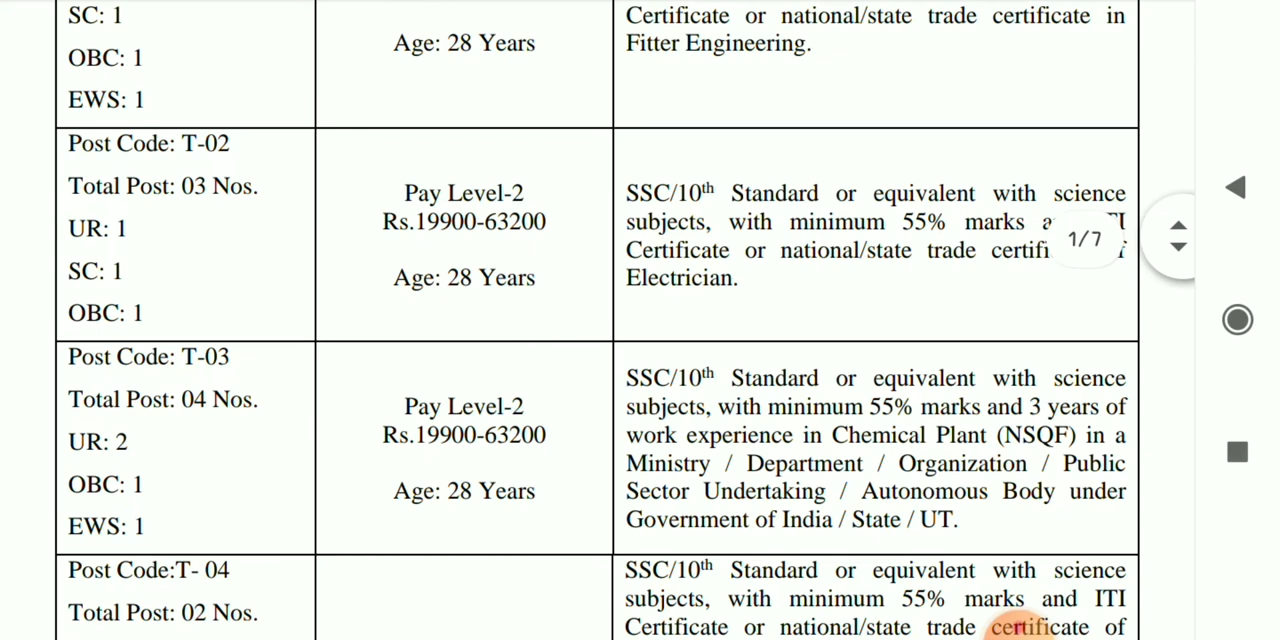 SC: 1
OBC: 1
EWS: 1
Age: 28 Years
Certificate or national/state trade certificate in
Fitter Engineering.
Post Code: T-02
Total Post: 03 Nos.
UR: 1
SC: 1
OBC: 1
Pay Level-2
Rs.19900-63200
Age: 28 Years
SSC/10th Standard or equivalent with science
subjects, with minimum 55% marks
Certificate or national/state trade
Electrician.
1/7
Post Code: T-03
Total Post: 04 Nos.
UR: 2
OBC: 1
EWS: 1
Pay Level-2
Rs.19900-63200
Age: 28 Years
SSC/10th Standard or equivalent with science
subjects, with minimum 55% marks and 3 years of
work experience in Chemical Plant (NSQF) in a
Ministry / Department / Organization / Public
Sector Undertaking / Autonomous Body under
Government of India / State / UT.
Post Code:T- 04
Total Post: 02 Nos.
SSC/10th Standard or equivalent with science
subjects, with minimum 55% marks and ITI
Certificate or national/state trade certificate of